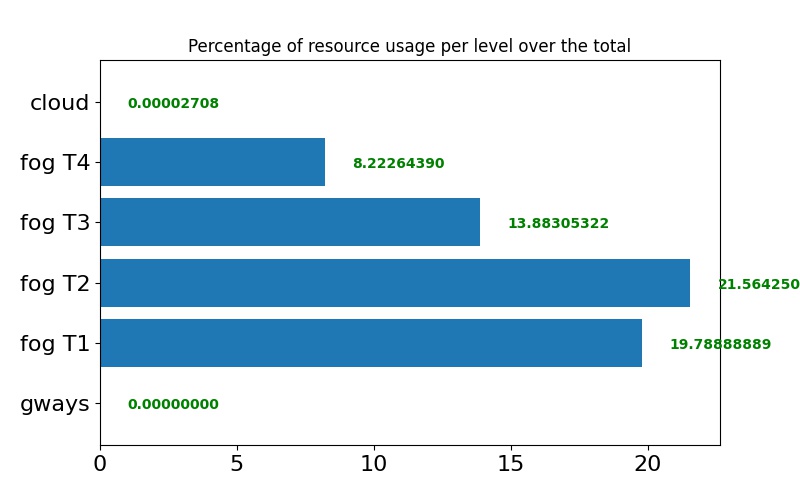 Percentage of resource usage per level over the total
cloud 0.00002708
fog T4 8.22264390
fog T3 13.88305322
fog T2 21.564250
fog T1 19.78888889
gways 0.00000000
0 5 10 15 20